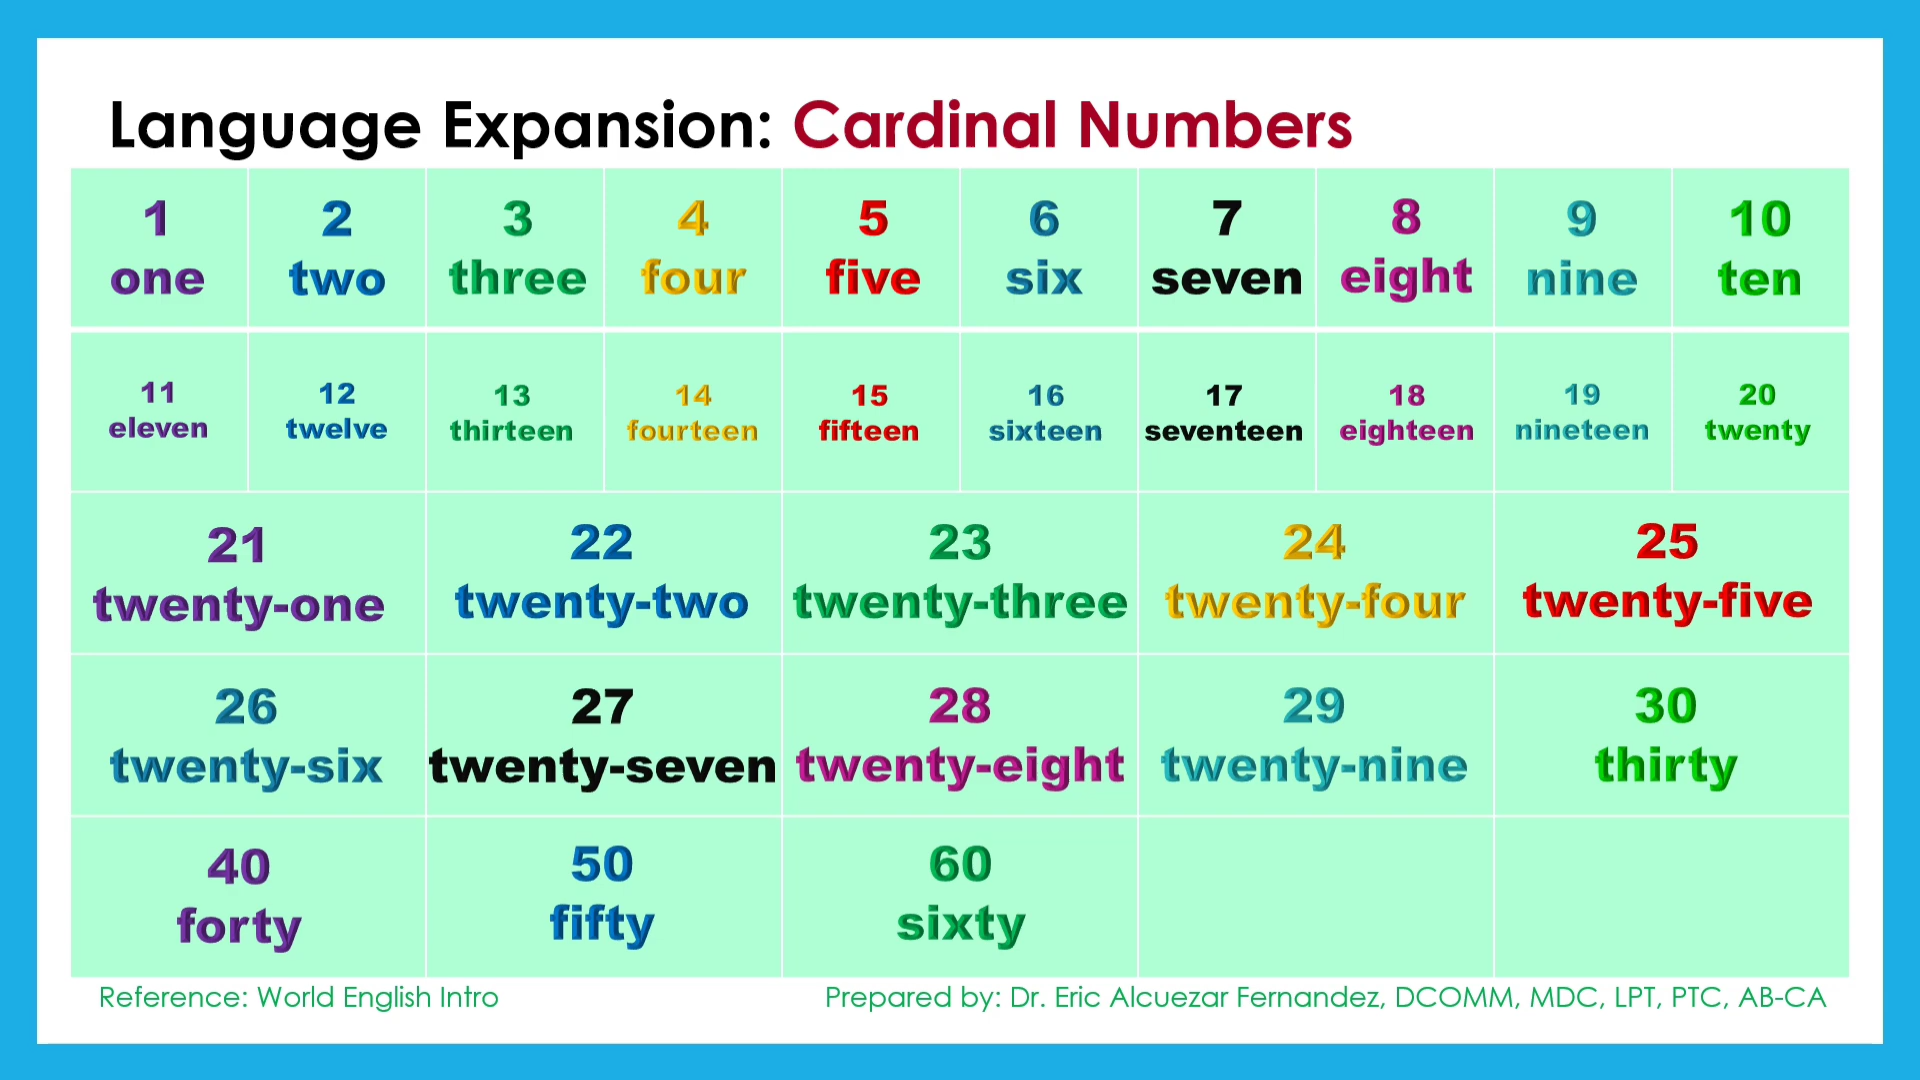 Language Expansion: Cardinal Numbers
1 2 3 4 5 6 7 8 9 10
one two three four five six seven eight nine ten
11 12 13 14 15 16 17 18 19 20
eleven twelve thirteen fourteen fifteen sixteen seventeen eighteen nineteen twenty
21 22 23 24 25
twenty-one twenty-two twenty-three twenty-four twenty-five
26 27 28 29 30
twenty-six twenty-seven twenty-eight twenty-nine thirty
40 50 60
forty fifty sixty
Reference: World English Intro Prepared by: Dr. Eric Alcuezar Fernandez, DCOMM, MDC, LPT, PTC, AB-CA